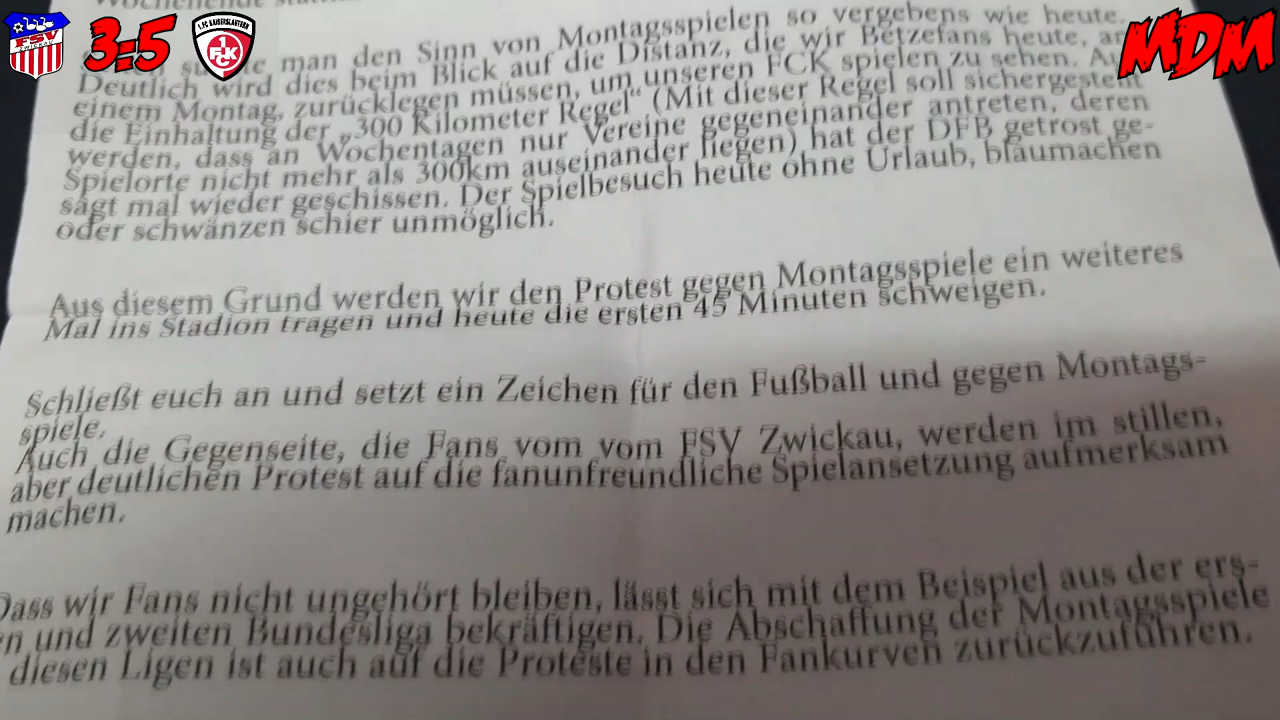 FSV
ZWICKAU
3:5
1. FC KAISERSLAUTERN
FCK
MDM
man den Sinn von Montagsspielen so vergebens wie heute.
Deutlich wird dies beim Blick auf die Distanz, die wir Betzefans heute, an
einem Montag, zurücklegen müssen, um unseren FCK spielen zu sehen.
die Einhaltung der „300 Kilometer Regel“ (Mit dieser Regel soll sichergestellt
werden, dass an Wochentagen nur Vereine gegeneinander antreten, deren
Spielorte nicht mehr als 300km auseinander liegen) hat der DFB getrost ge-
sagt mal wieder geschissen. Der Spielbesuch heute ohne Urlaub, blaumachen
oder schwänzen schier unmöglich.
Aus diesem Grund werden wir den Protest gegen Montagsspiele ein weiteres
Mal ins Stadion tragen und heute die ersten 45 Minuten schweigen.
Schließt euch an und setzt ein Zeichen für den Fußball und gegen Montags-
spiele.
Auch die Gegenseite, die Fans vom vom FSV Zwickau, werden im stillen,
aber deutlichen Protest auf die fanunfreundliche Spielansetzung aufmerksam
machen.
Dass wir Fans nicht ungehört bleiben, lässt sich mit dem Beispiel aus der ers-
en und zweiten Bundesliga bekräftigen. Die Abschaffung der Montagsspiele
diesen Ligen ist auch auf die Proteste in den Fankurven zurückzuführen.